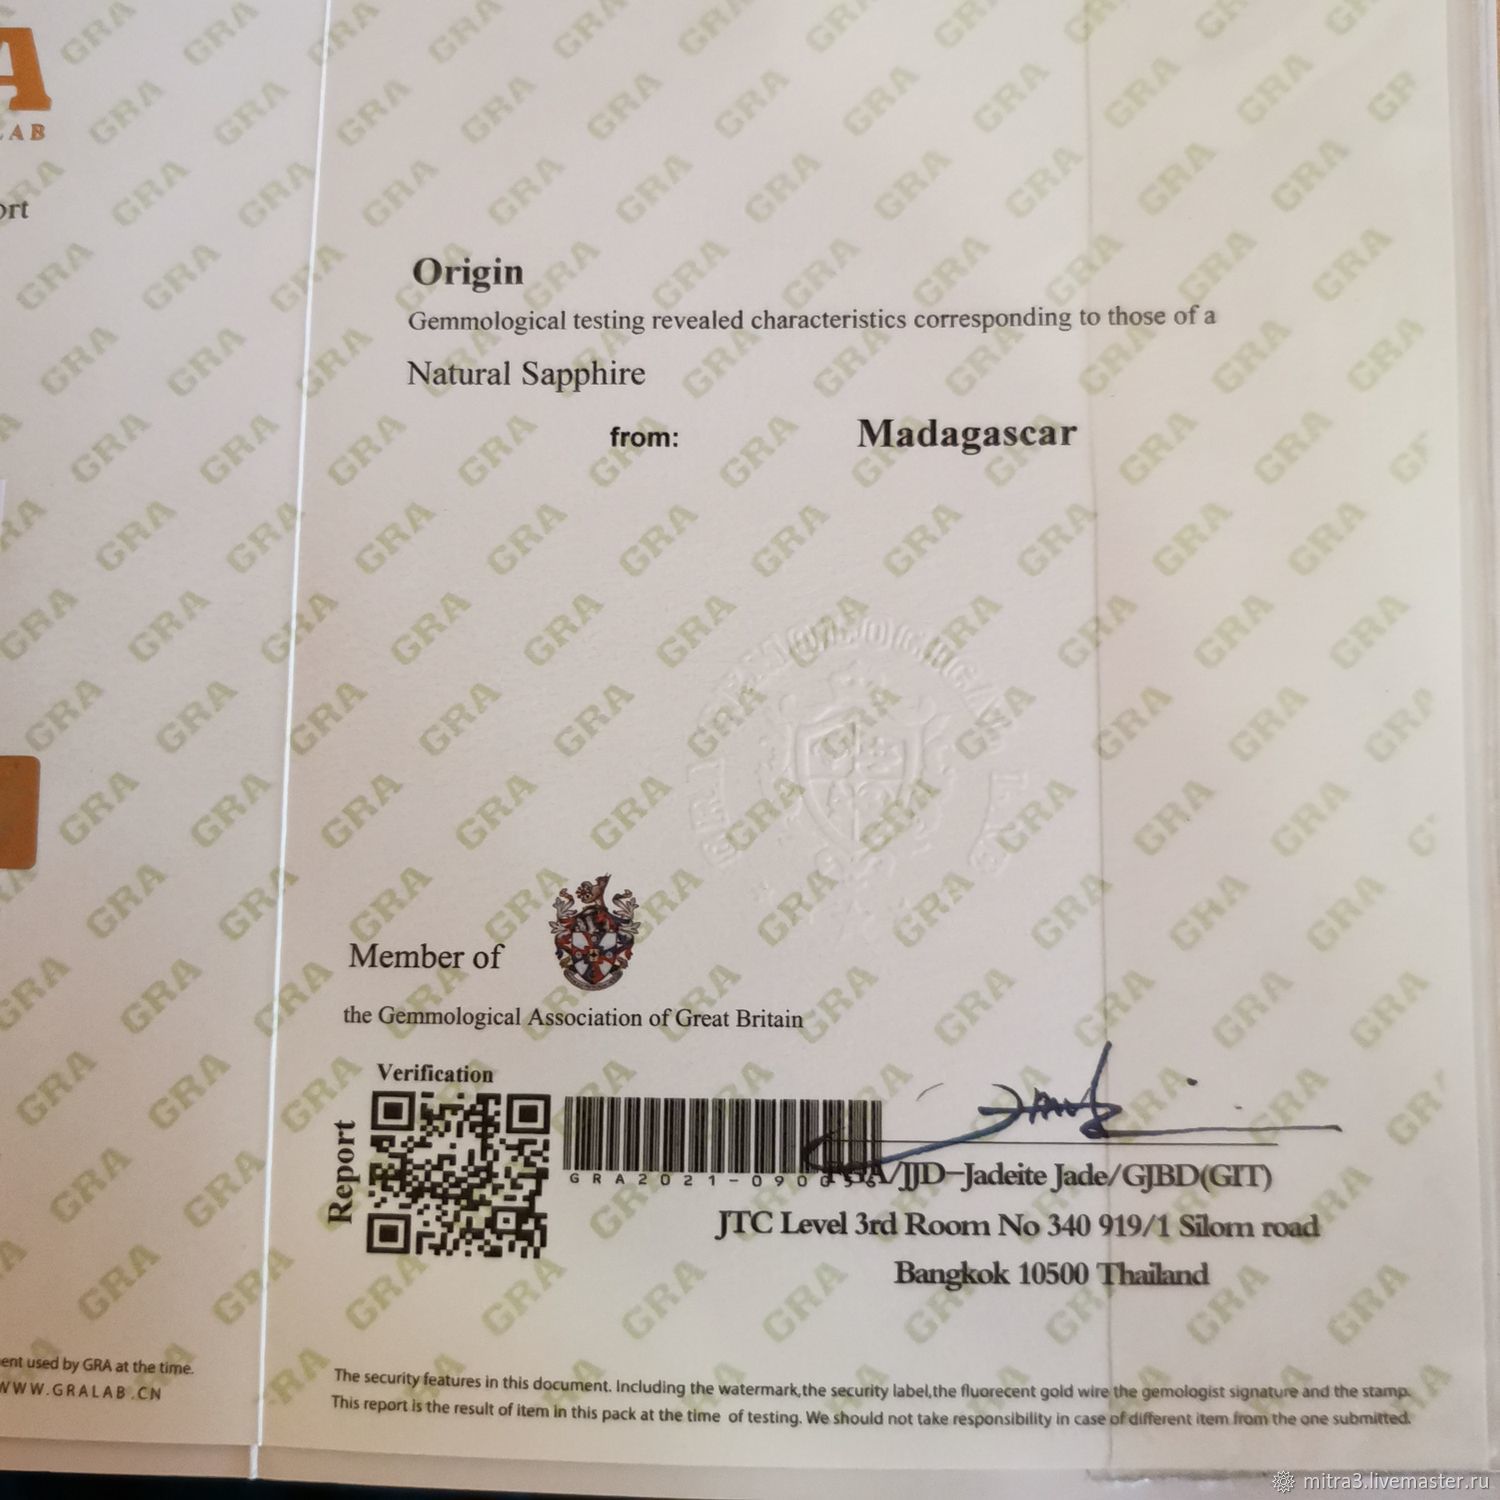 A
LAB
ort
Origin
Gemmological testing revealed characteristics corresponding to those of a
Natural Sapphire
from: Madagascar
Member of
the Gemmological Association of Great Britain
Verification
Report
GRA2021-0900
/JJD-Jadeite Jade/GJBD(GIT)
JTC Level 3rd Room No 340 919/1 Silom road
Bangkok 10500 Thailand
ent used by GRA at the time.
WWW.GRALAB.CN
The security features in this document. Including the watermark,the security label,the fluorecent gold wire the gemologist signature and the stamp.
This report is the result of item in this pack at the time of testing. We should not take responsibility in case of different item from the one submitted.
GRA
mitra3.livemaster.ru